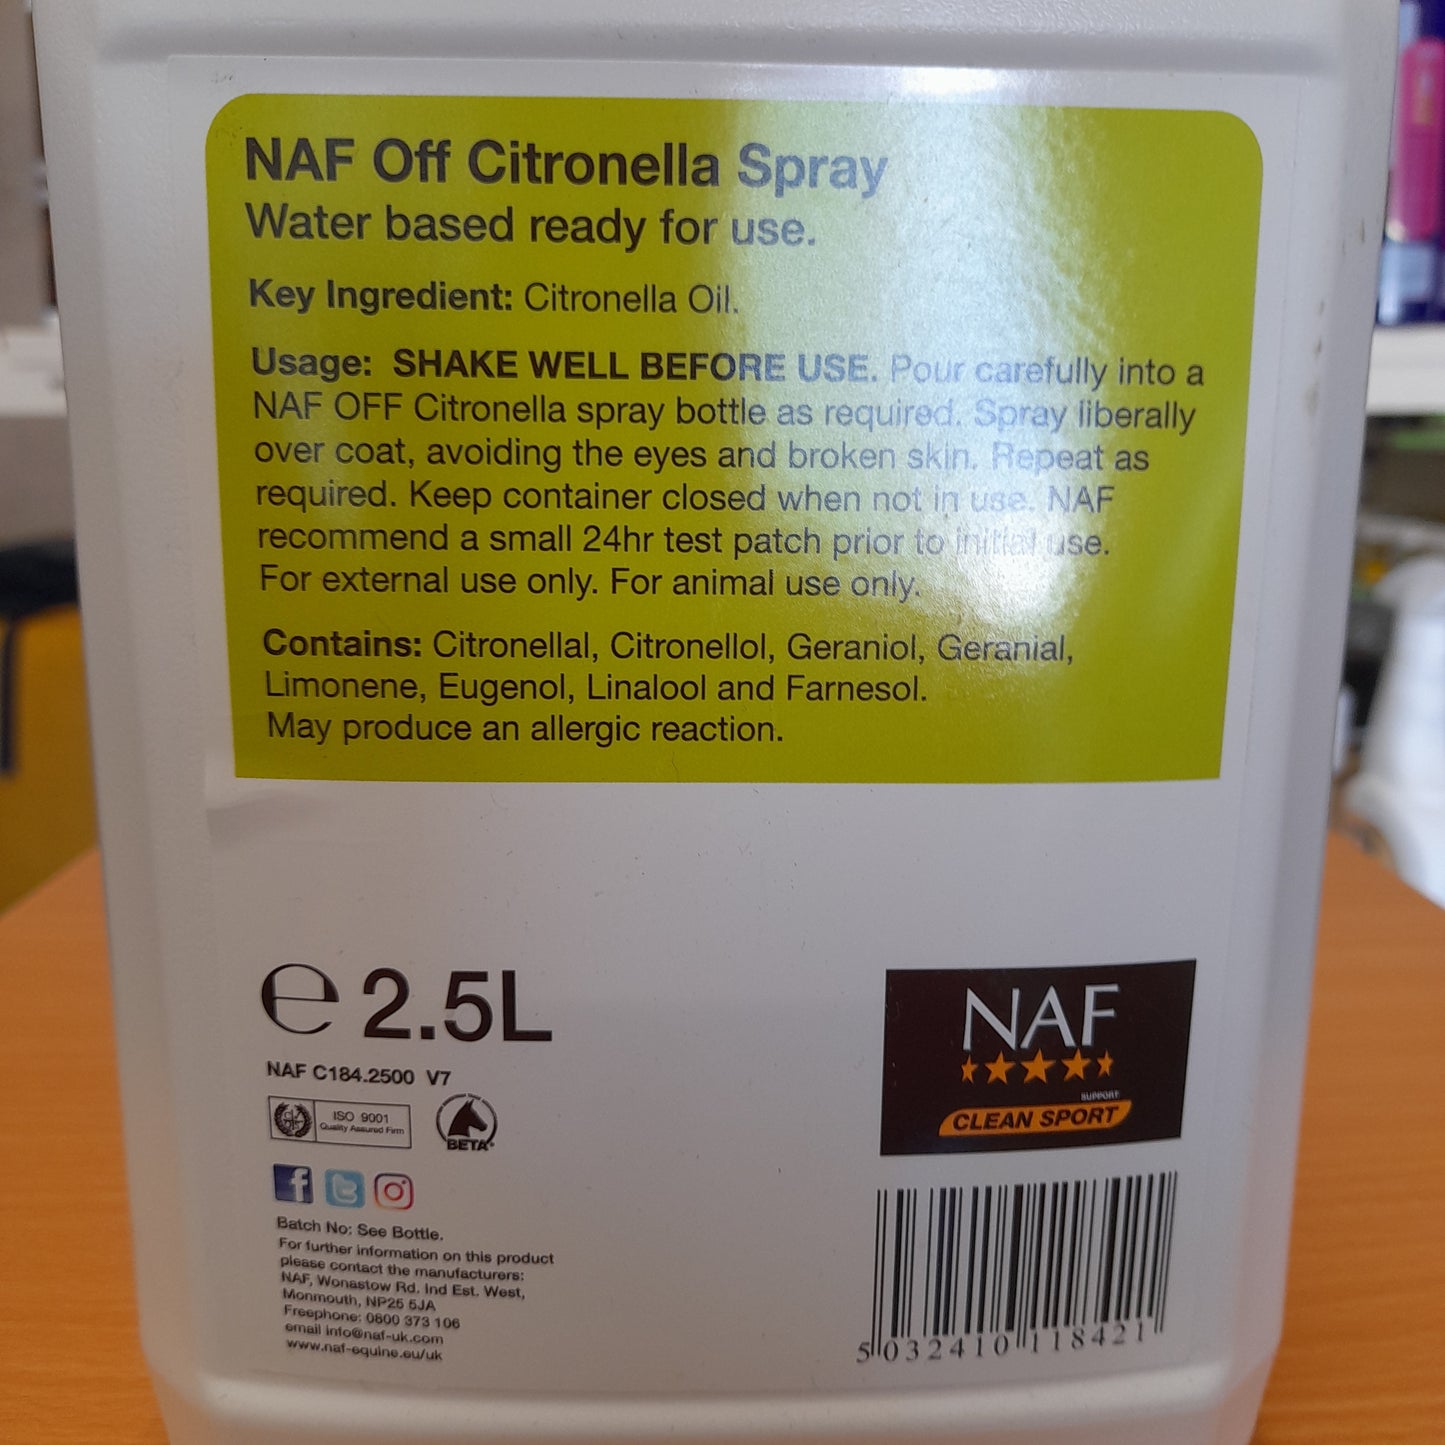 NAF Off Citronella Spray
Water based ready for use.
Key Ingredient: Citronella Oil.
Usage: SHAKE WELL BEFORE USE. Pour carefully into a
NAF OFF Citronella spray bottle as required. Spray liberally
over coat, avoiding the eyes and broken skin. Repeat as
required. Keep container closed when not in use. NAF
recommend a small 24hr test patch prior to initial use.
For external use only. For animal use only.
Contains: Citronellal, Citronellol, Geraniol, Geranial,
Limonene, Eugenol, Linalool and Farnesol.
May produce an allergic reaction.
℮ 2.5L
NAF C184.2500 V7
ISO 9001
Quality Assured Firm
BETA
Batch No: See Bottle.
For further information on this product
please contact the manufacturers:
NAF, Wonastow Rd. Ind Est. West,
Monmouth, NP25 5JA
Freephone: 0800 373 106
email info@naf-uk.com
www.naf-equine.eu/uk
NAF
SUPPORT
CLEAN SPORT
5 032410 118421